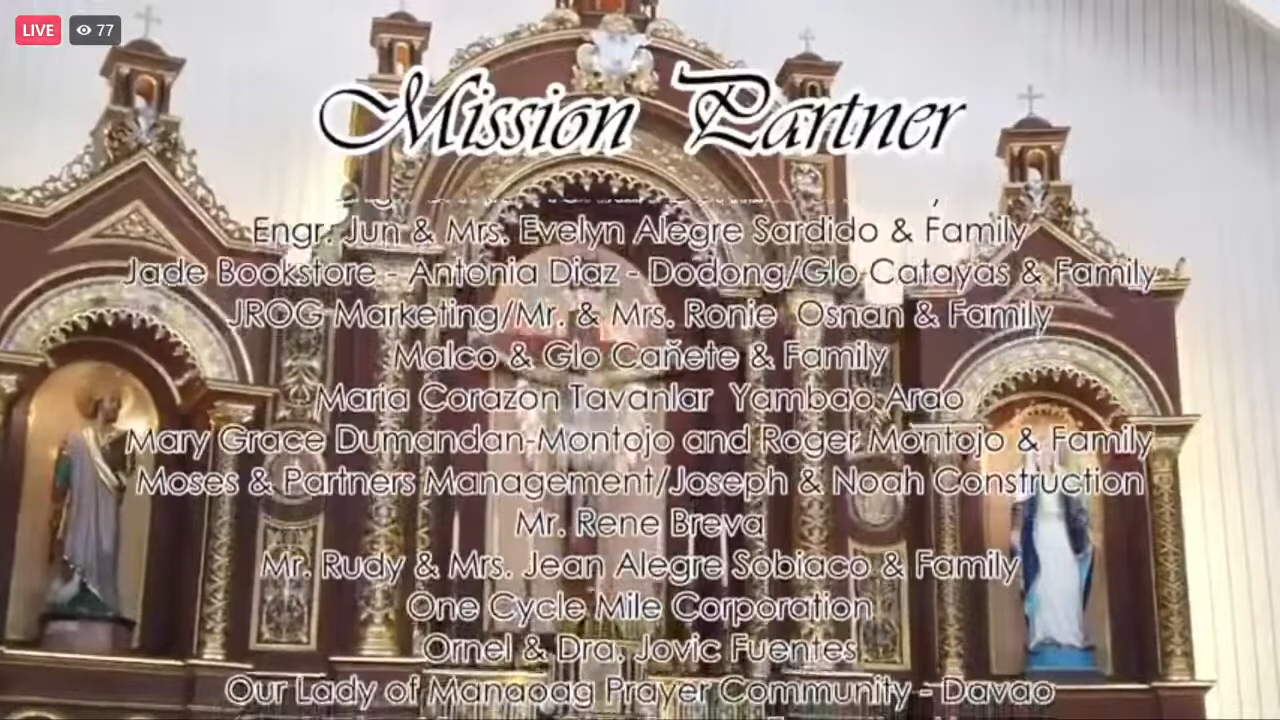 LIVE 77
Mission Partner
Engr. Jun & Mrs. Evelyn Alegre Sardido & Family
Jade Bookstore - Antonia Diaz - Dodong/Glo Catayas & Family
JROG Marketing/Mr. & Mrs. Ronie Osnan & Family
Malco & Glo Cañete & Family
Maria Corazon Tavanlar Yambao Arao
Mary Grace Dumandan-Montojo and Roger Montojo & Family
Moses & Partners Management/Joseph & Noah Construction
Mr. Rene Breva
Mr. Rudy & Mrs. Jean Alegre Sobiaco & Family
One Cycle Mile Corporation
Ornel & Dra. Jovic Fuentes
Our Lady of Manaoag Prayer Community - Davao